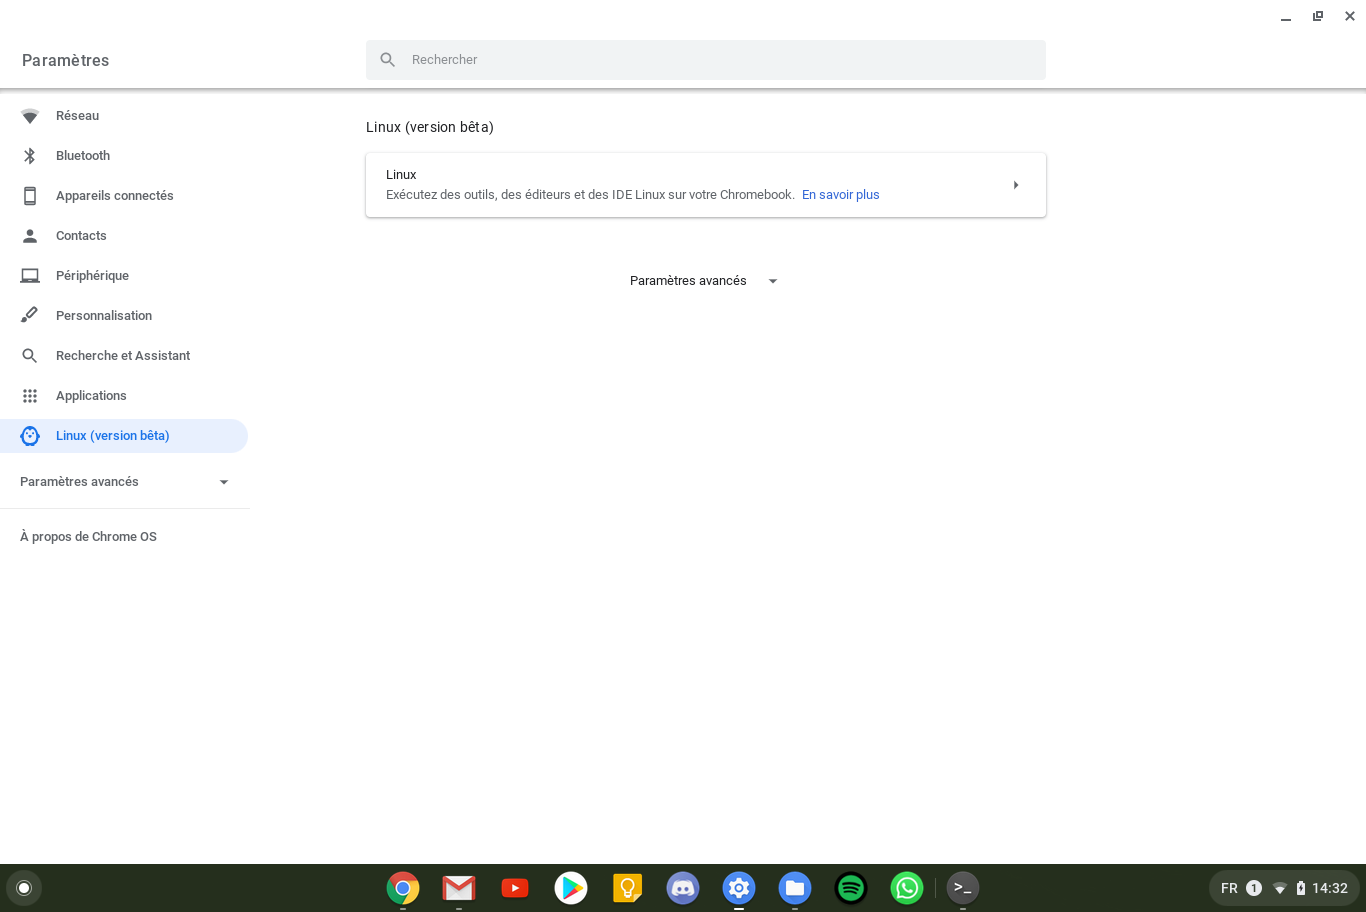 Paramètres
Rechercher
Réseau
Bluetooth
Appareils connectés
Contacts
Périphérique
Personnalisation
Recherche et Assistant
Applications
Linux (version bêta)
Paramètres avancés
À propos de Chrome OS
Linux (version bêta)
Linux
Exécutez des outils, des éditeurs et des IDE Linux sur votre Chromebook. En savoir plus
Paramètres avancés
>_
FR 1 14:32